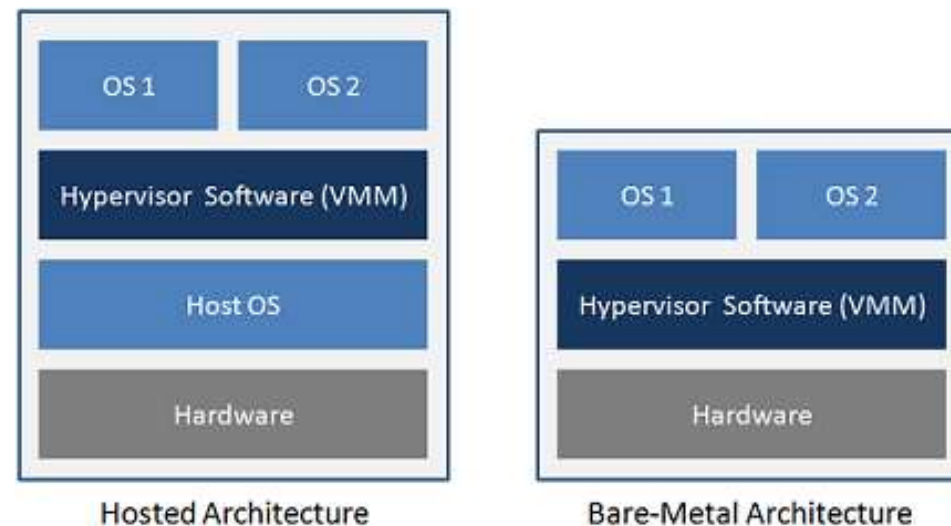 OS 1
OS 2
Hypervisor Software (VMM)
Host OS
Hardware
Hosted Architecture
OS 1
OS 2
Hypervisor Software (VMM)
Hardware
Bare-Metal Architecture